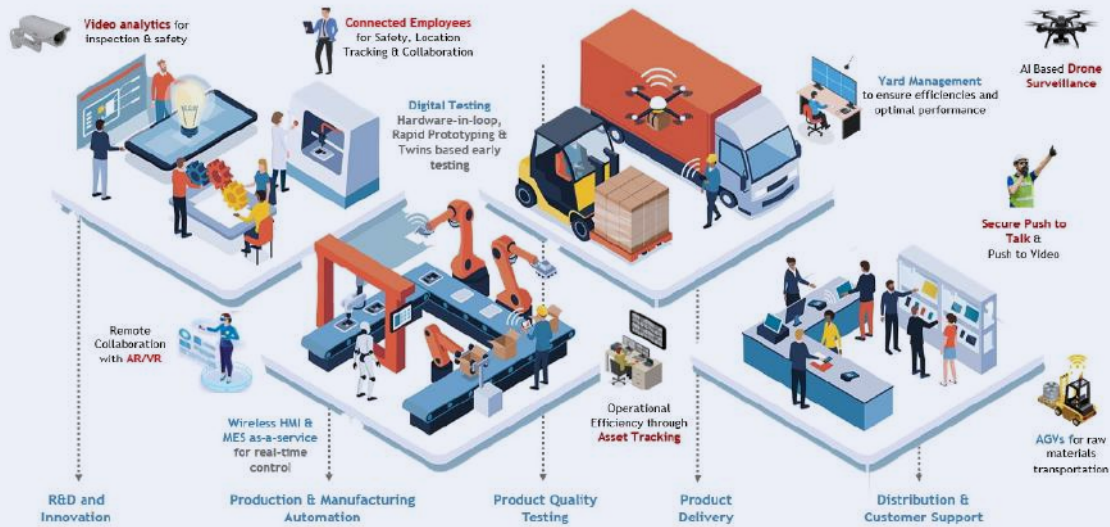 Video analytics for
inspection & safety
Connected Employees
for Safety, Location
Tracking & Collaboration
Digital Testing
Hardware-in-loop,
Rapid Prototyping &
Twins based early
testing
Yard Management
to ensure efficiencies and
optimal performance
AI Based Drone
Surveillance
Secure Push to
Talk &
Push to Video
Remote
Collaboration
with AR/VR
Wireless HMI &
MES as-a-service
for real-time
control
Operational
Efficiency through
Asset Tracking
AGVs for raw
materials
transportation
R&D and
Innovation
Production & Manufacturing
Automation
Product Quality
Testing
Product
Delivery
Distribution &
Customer Support